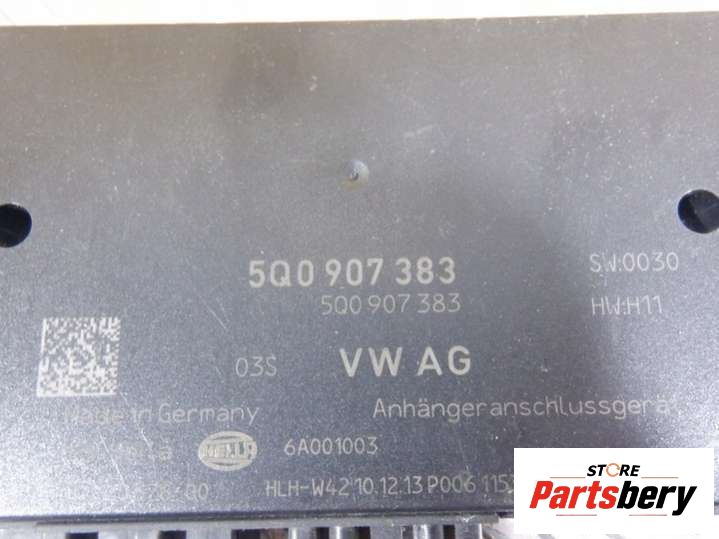 5Q0 907 383 SW:0030
5Q0 907 383 HW:H11
03S VW AG
Made in Germany Anhängeranschlussgerät
HELLA 6A001003
HLH-W42 10.12.13 P006
STORE
Partsbery